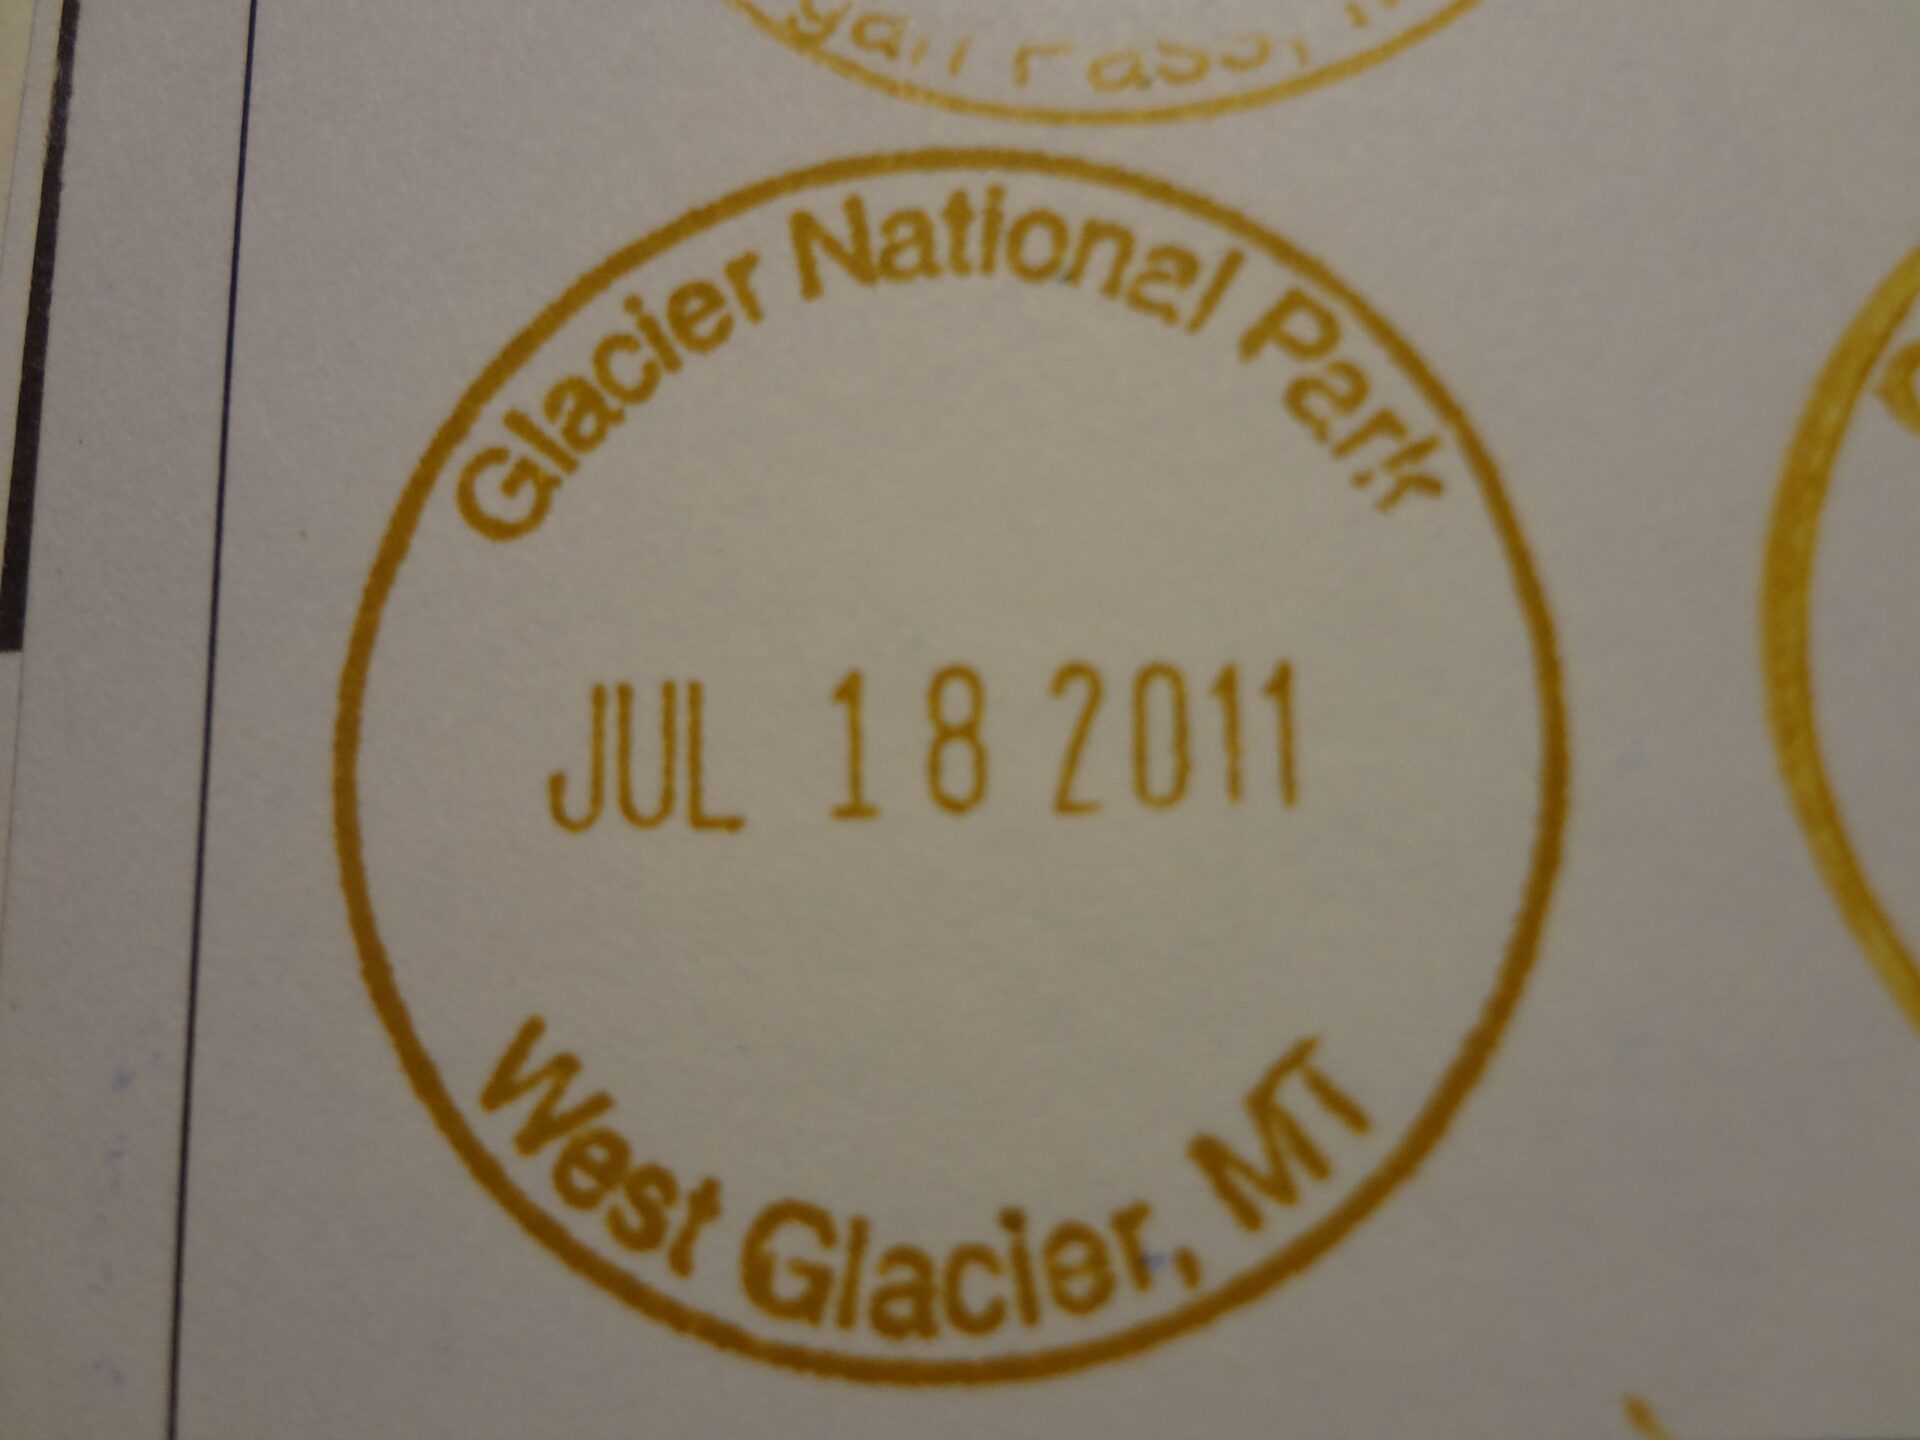 Glacier National Park
JUL 18 2011
West Glacier, MT